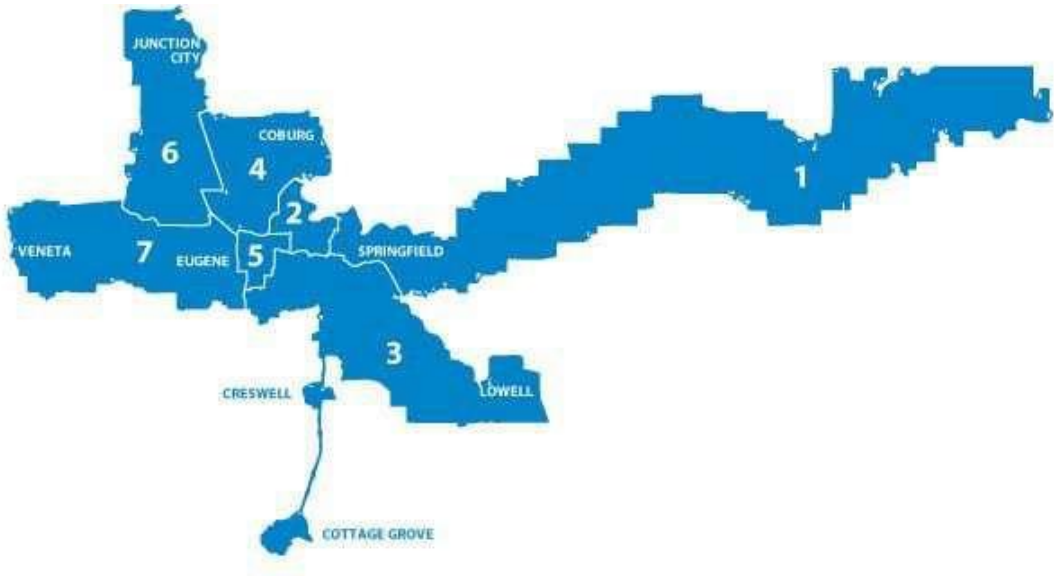 JUNCTION
CITY
COBURG
6
4
1
2
VENETA
7
EUGENE
5
SPRINGFIELD
3
CRESWELL
LOWELL
COTTAGE GROVE